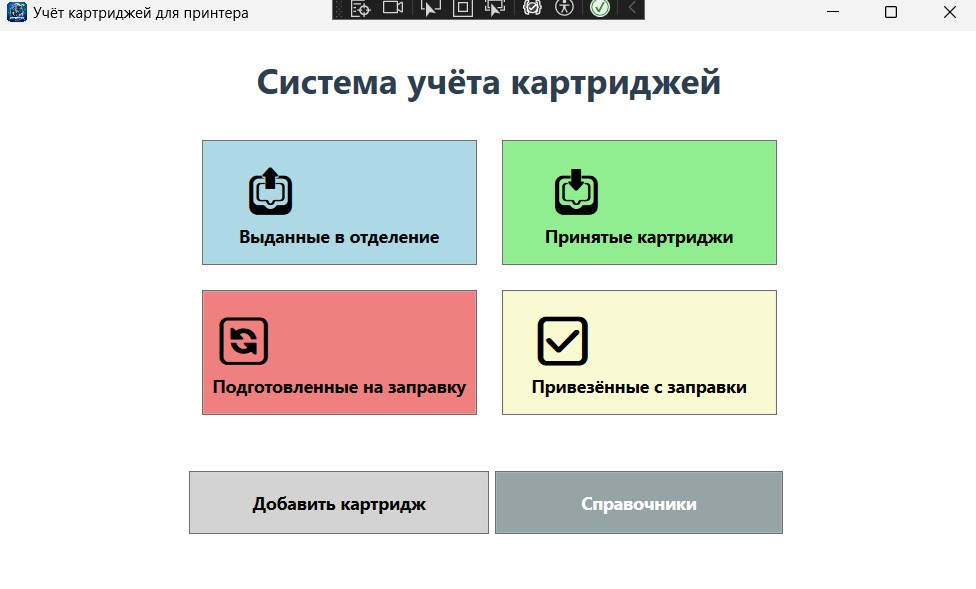 Учёт картриджей для принтера
Система учёта картриджей
Выданные в отделение
Принятые картриджи
Подготовленные на заправку
Привезённые с заправки
Добавить картридж
Справочники